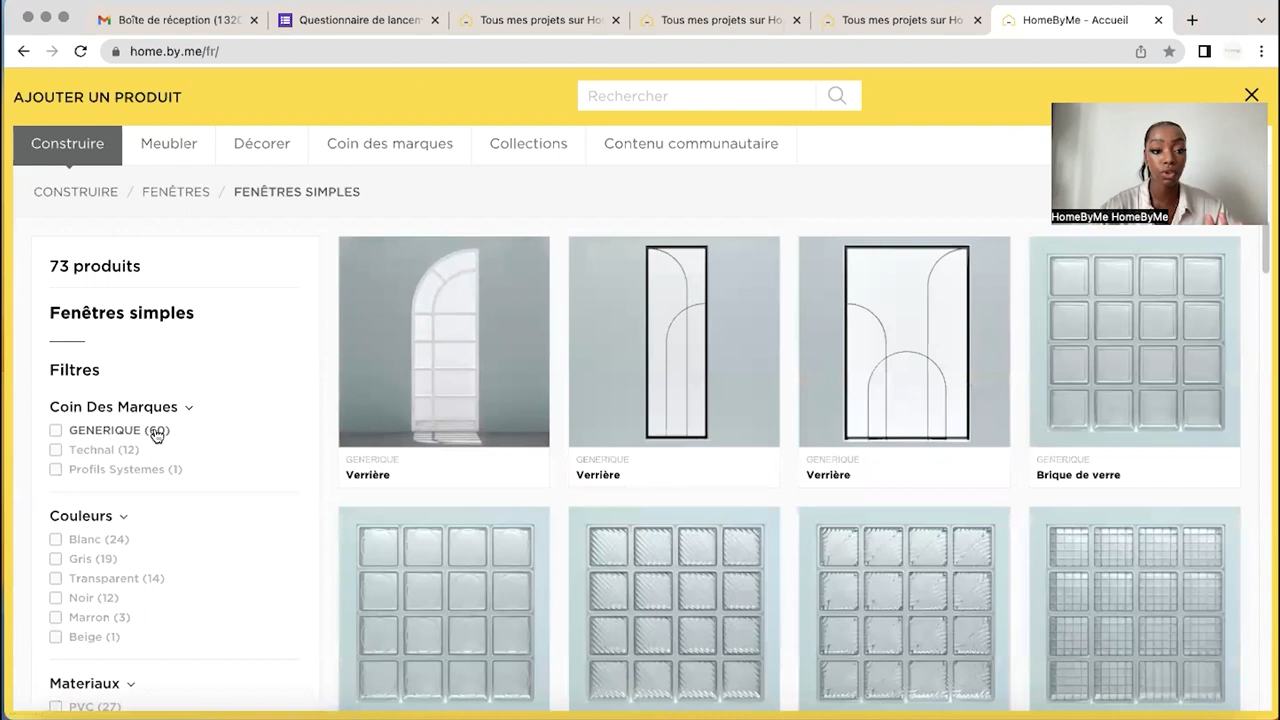 Boîte de réception (1320
Questionnaire de lancem
Tous mes projets sur Ho
Tous mes projets sur Ho
Tous mes projets sur Ho
HomeByMe - Accueil
home.by.me/fr/
AJOUTER UN PRODUIT
Rechercher
Construire
Meubler
Décorer
Coin des marques
Collections
Contenu communautaire
CONSTRUIRE / FENÊTRES / FENÊTRES SIMPLES
HomeByMe HomeByMe
73 produits
Fenêtres simples
Filtres
Coin Des Marques
GENERIQUE (60)
Technal (12)
Profils Systemes (1)
Couleurs
Blanc (24)
Gris (19)
Transparent (14)
Noir (12)
Marron (3)
Beige (1)
Materiaux
PVC (27)
GENERIQUE
Verrière
GENERIQUE
Verrière
GENERIQUE
Verrière
GENERIQUE
Brique de verre